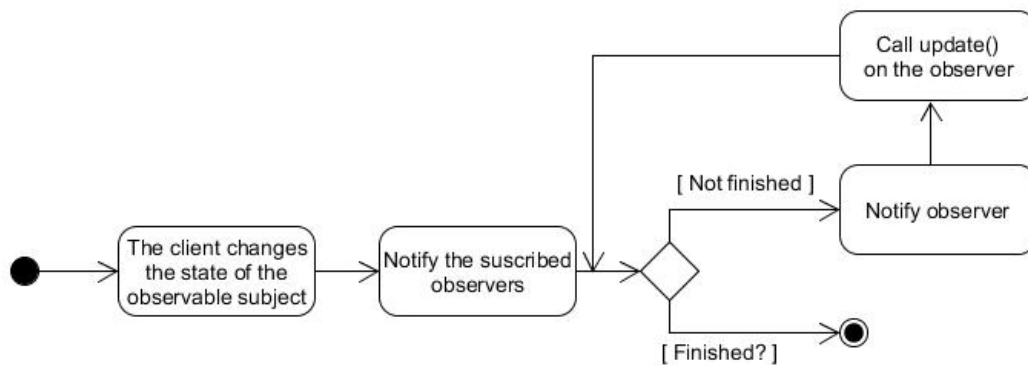 Call update()
on the observer
[ Not finished ]
Notify observer
The client changes
the state of the
observable subject
Notify the suscribed
observers
[ Finished? ]